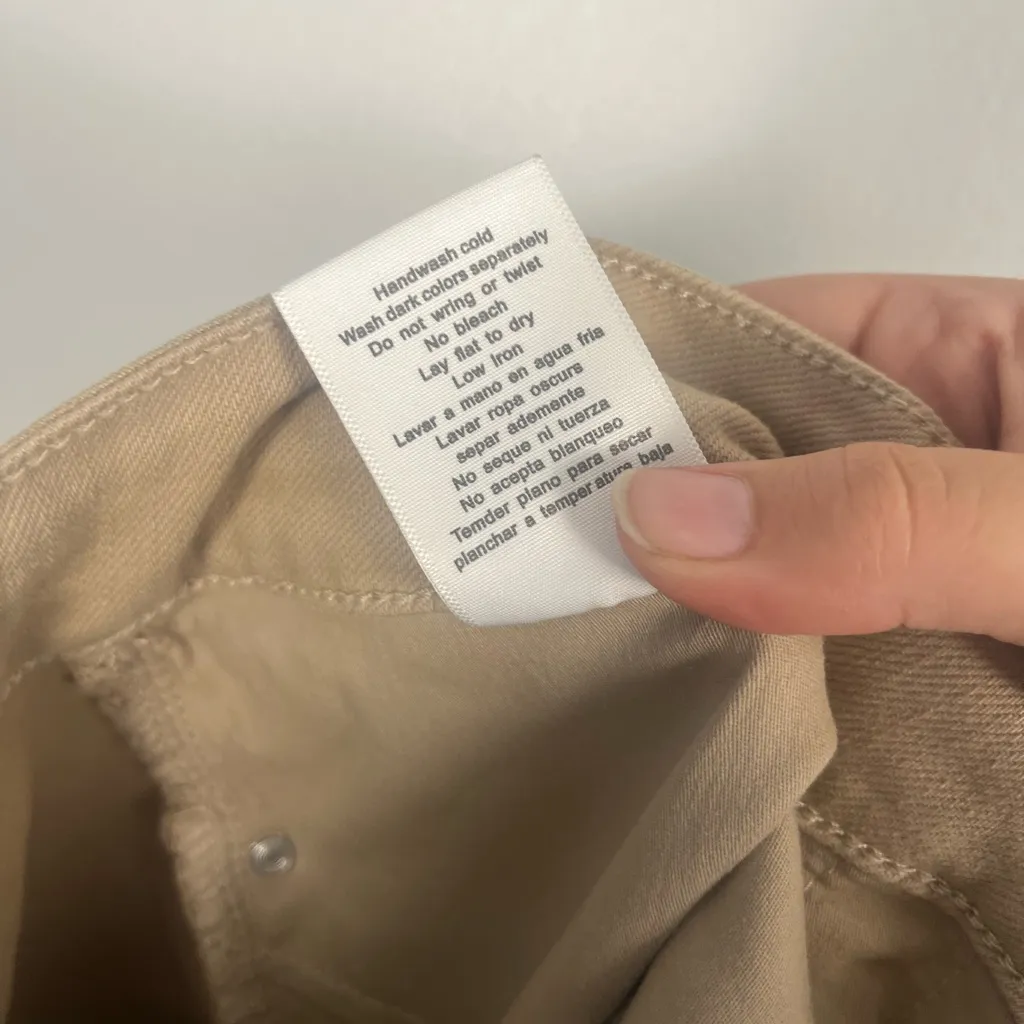 Handwash cold
Wash dark colors separately
Do not wring or twist
No bleach
Lay flat to dry
Low Iron
Lavar a mano en agua fria
Lavar ropa oscura
separ ademente
No seque ni tuerza
No acepta blanqueo
Temder plano para secar
planchar a temper atura baja